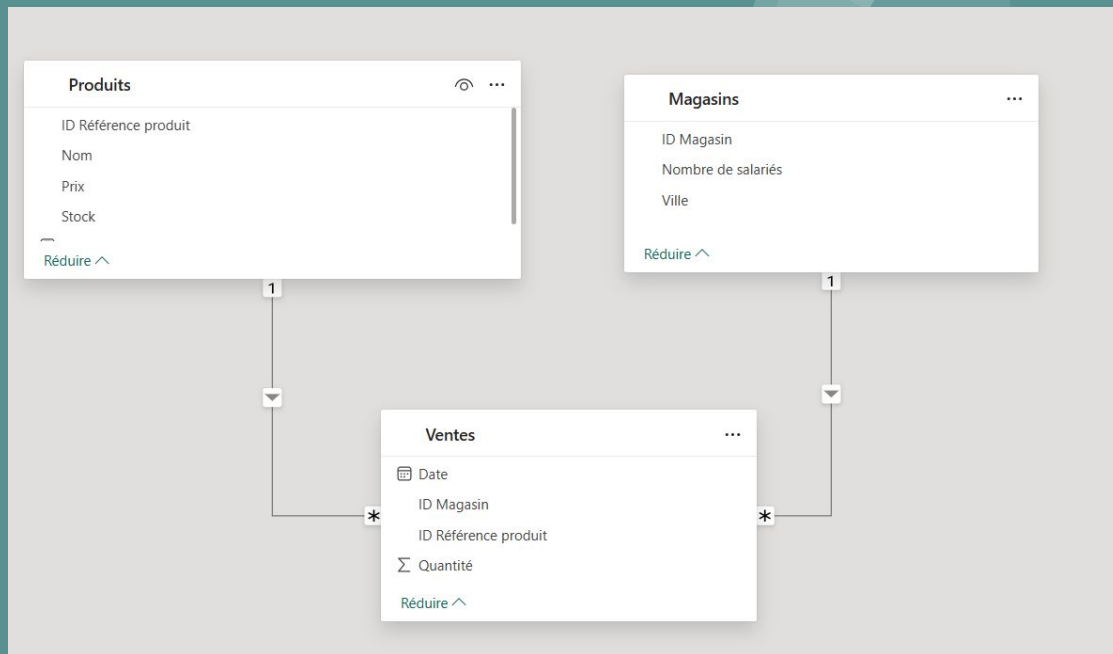 Produits
ID Référence produit
Nom
Prix
Stock
Réduire
Magasins
ID Magasin
Nombre de salariés
Ville
Réduire
1
1
Ventes
Date
ID Magasin
ID Référence produit
Σ Quantité
Réduire
*
*